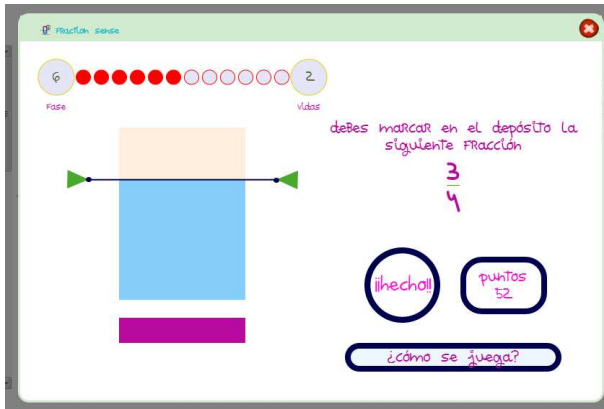 Fraction sense
6
2
Fase
Vidas
debes marcar en el depósito la
siguiente fracción
3
4
¡¡hecho!!
puntos
52
¿cómo se juega?